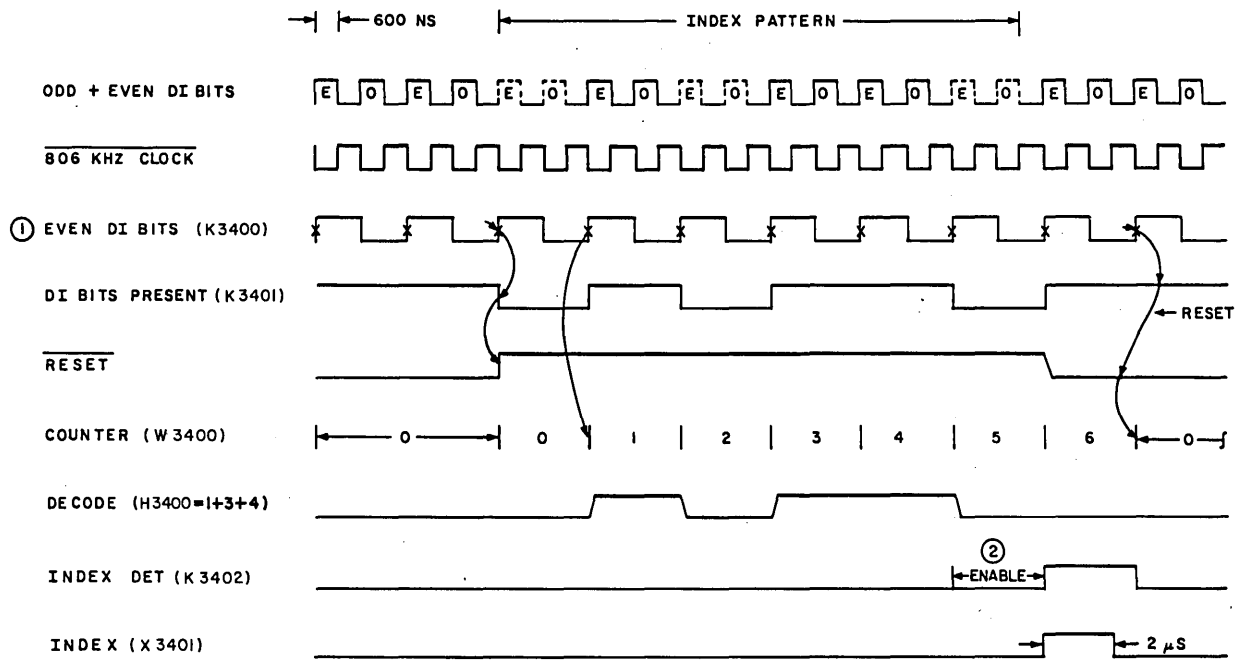 600 NS
INDEX PATTERN
ODD + EVEN DI BITS E O E O E O E O E O E O E O E O E O E O
806 KHZ CLOCK
① EVEN DI BITS (K3400)
DI BITS PRESENT (K3401)
RESET
RESET
COUNTER (W3400) 0 0 1 2 3 4 5 6 0
DECODE (H3400=1+3+4)
②
INDEX DET (K3402) ENABLE
INDEX (X3401) 2 μS